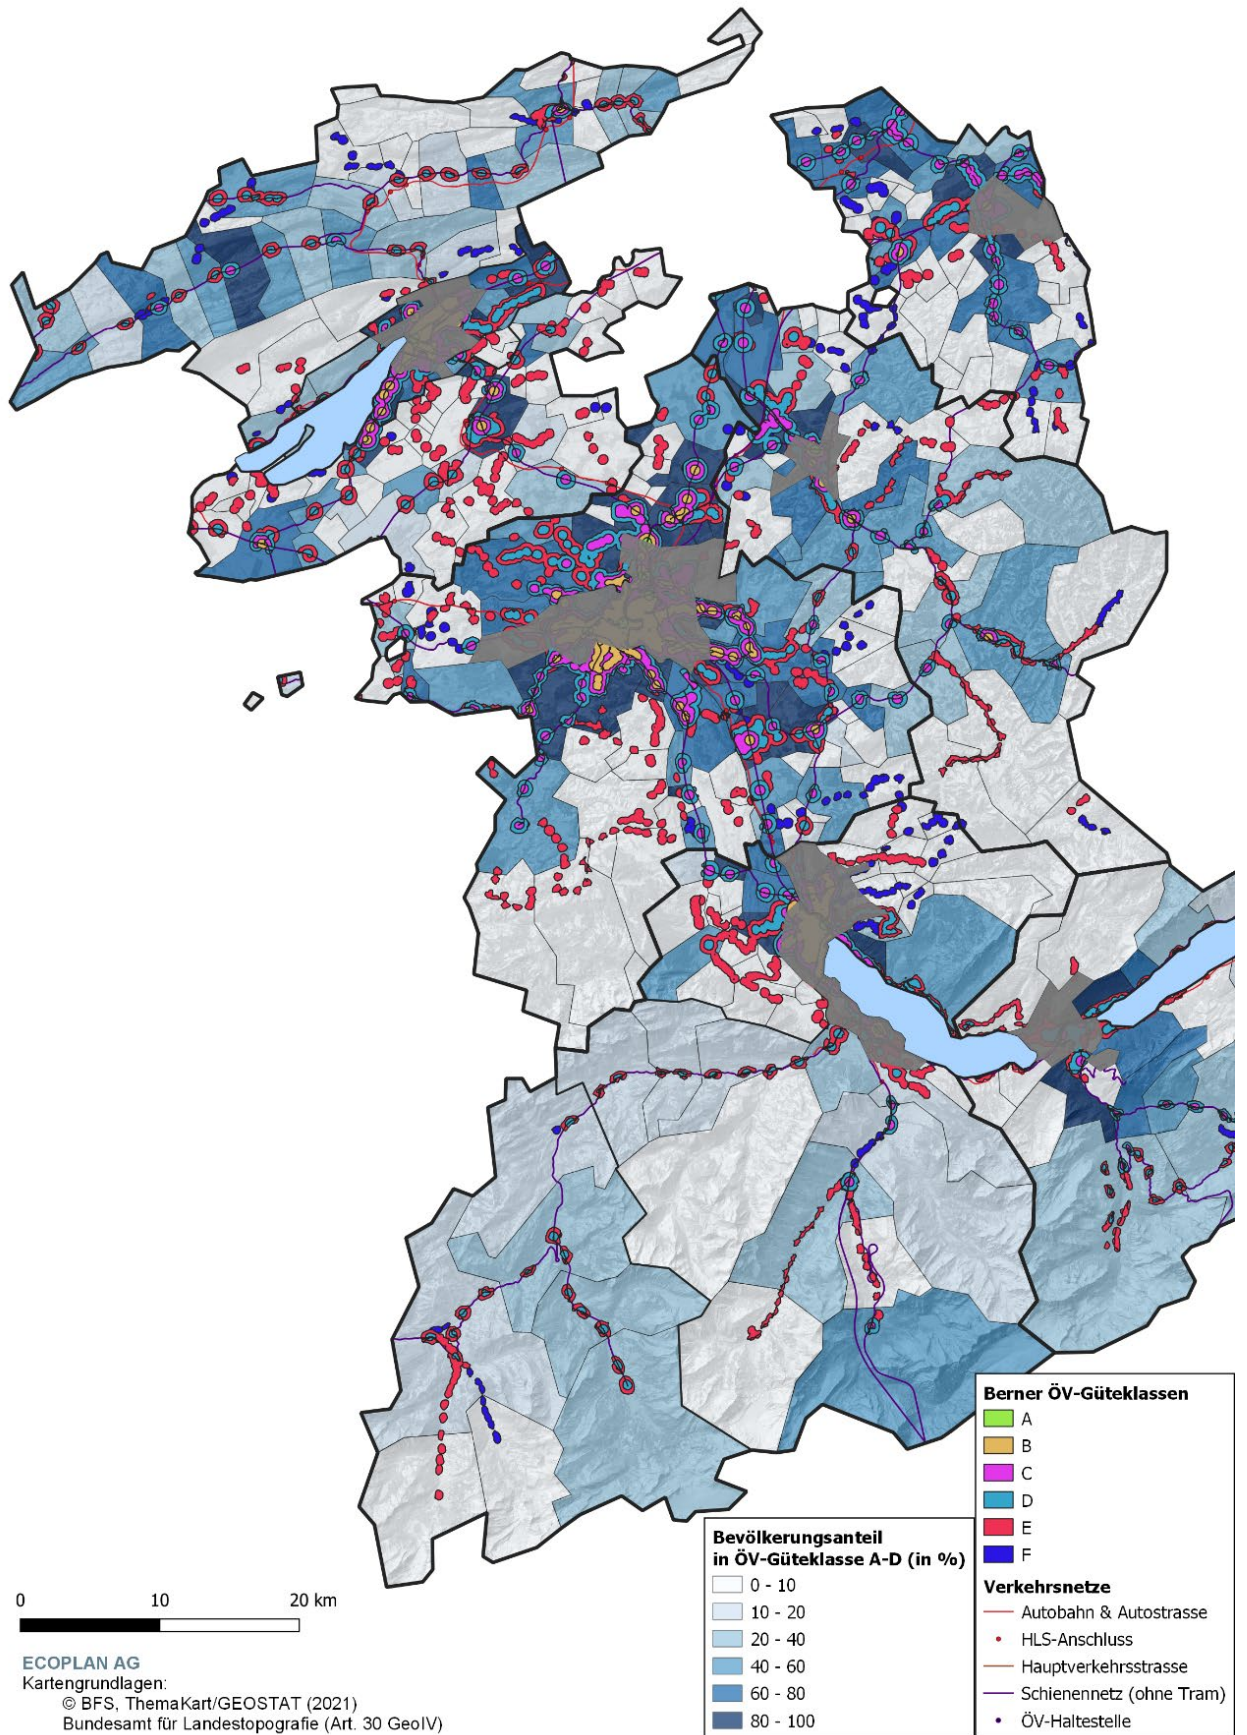 Berner ÖV-Güteklassen
A
B
C
D
E
F
Verkehrsnetze
Autobahn & Autostrasse
HLS-Anschluss
Hauptverkehrsstrasse
Schienennetz (ohne Tram)
ÖV-Haltestelle
Bevölkerungsanteil
in ÖV-Güteklasse A-D (in %)
0 - 10
10 - 20
20 - 40
40 - 60
60 - 80
80 - 100
0 10 20 km
ECOPLAN AG
Kartengrundlagen:
© BFS, ThemaKart/GEOSTAT (2021)
Bundesamt für Landestopografie (Art. 30 GeoIV)